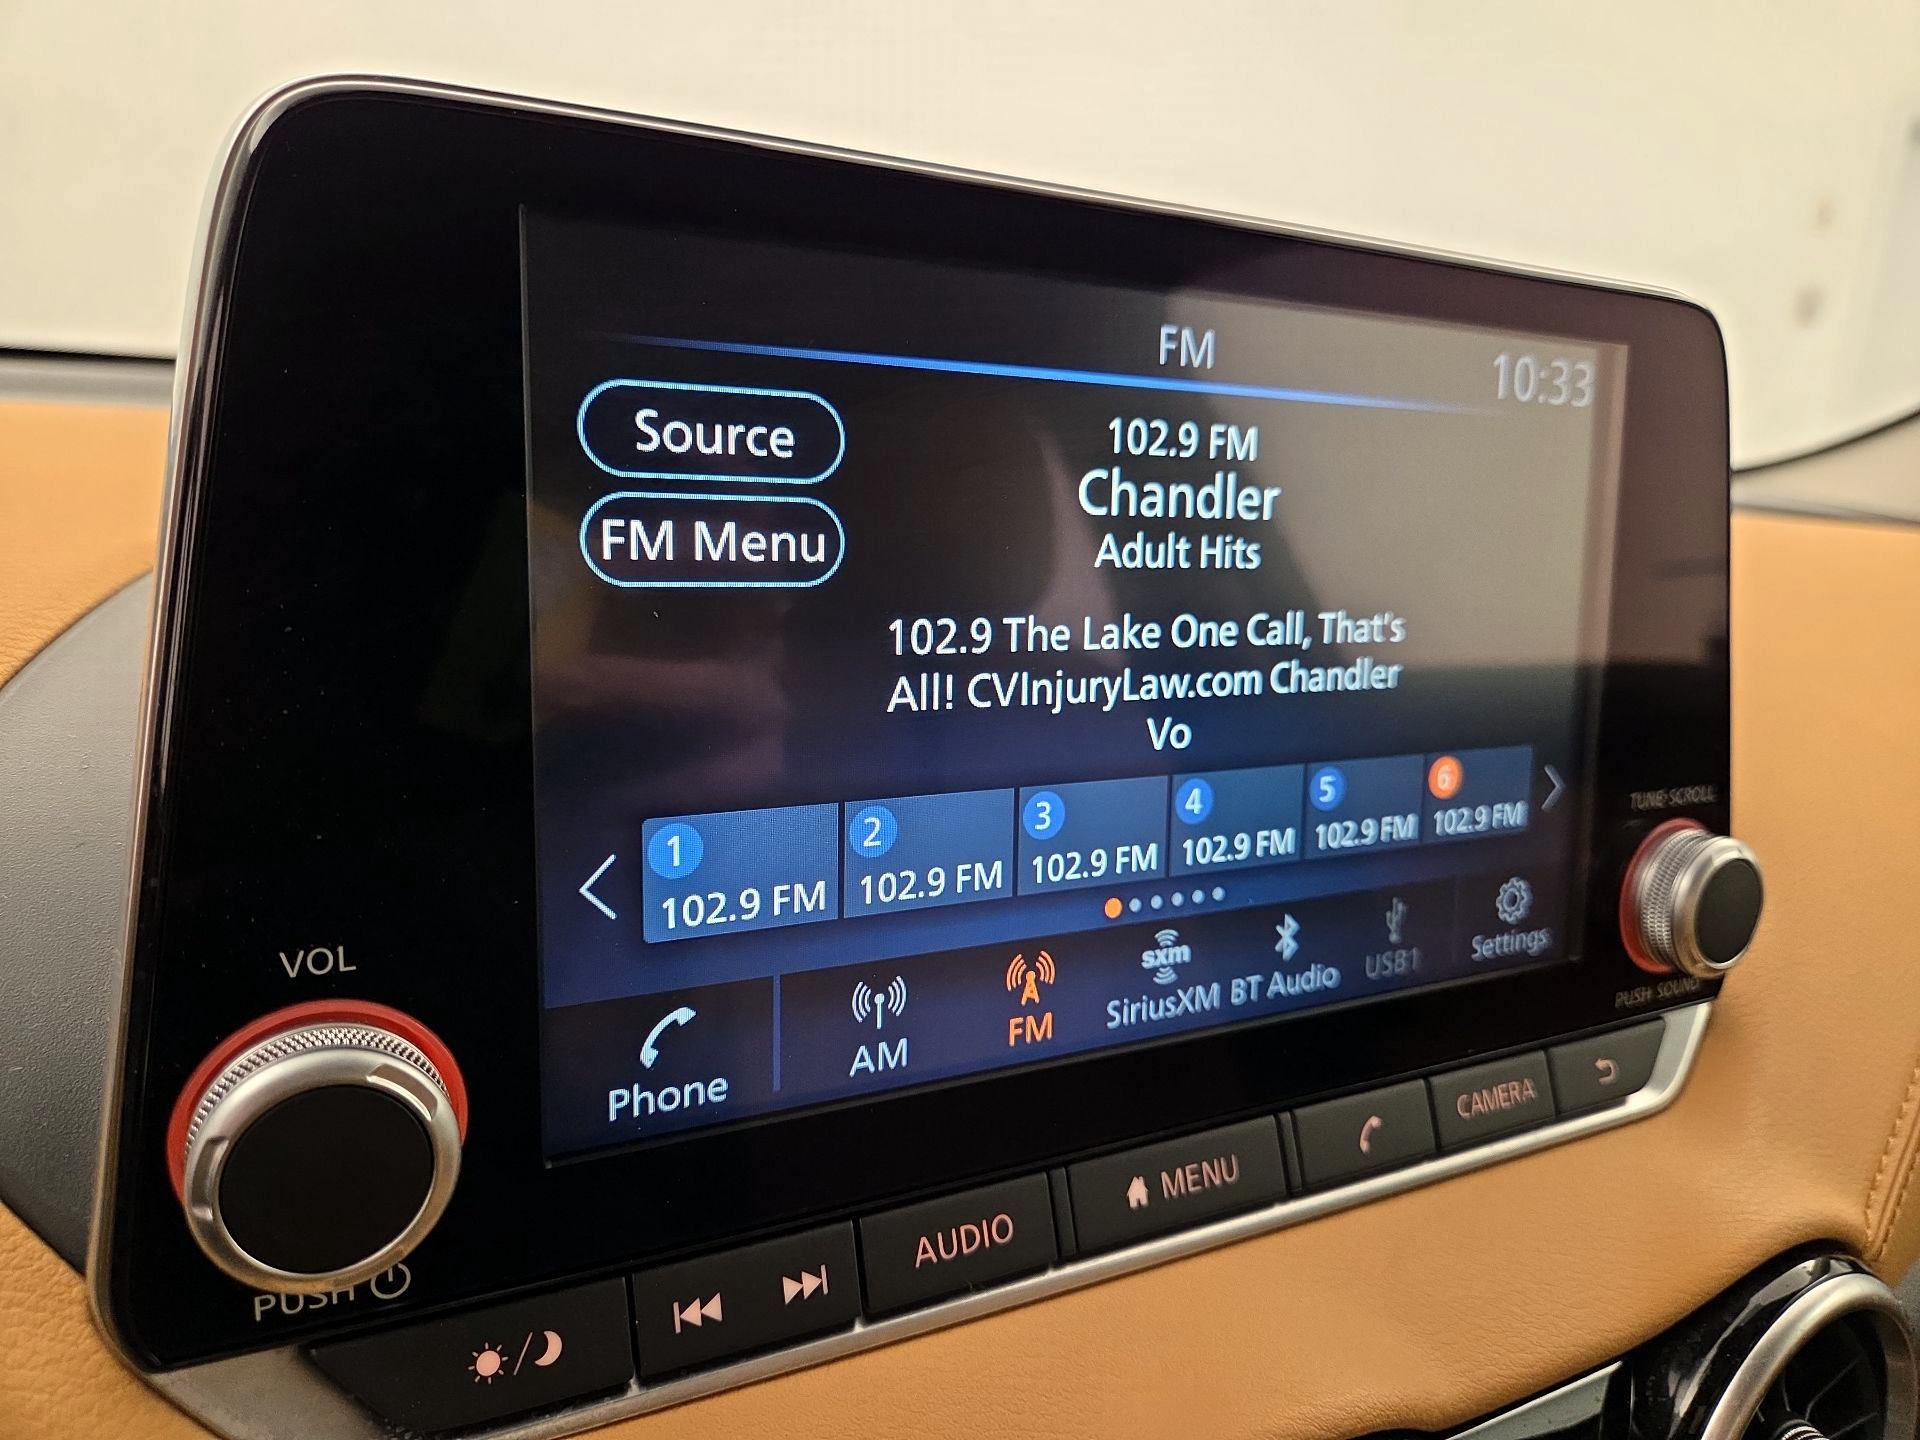 FM
10:33
Source
FM Menu
102.9 FM
Chandler
Adult Hits
102.9 The Lake One Call, That's
All! CVInjuryLaw.com Chandler
Vo
1
102.9 FM
2
102.9 FM
3
102.9 FM
4
102.9 FM
5
102.9 FM
6
102.9 FM
Phone
AM
FM
sxm
SiriusXM
BT Audio
USB1
Settings
VOL
PUSH
TUNE·SCROLL
PUSH SOUND
AUDIO
MENU
CAMERA